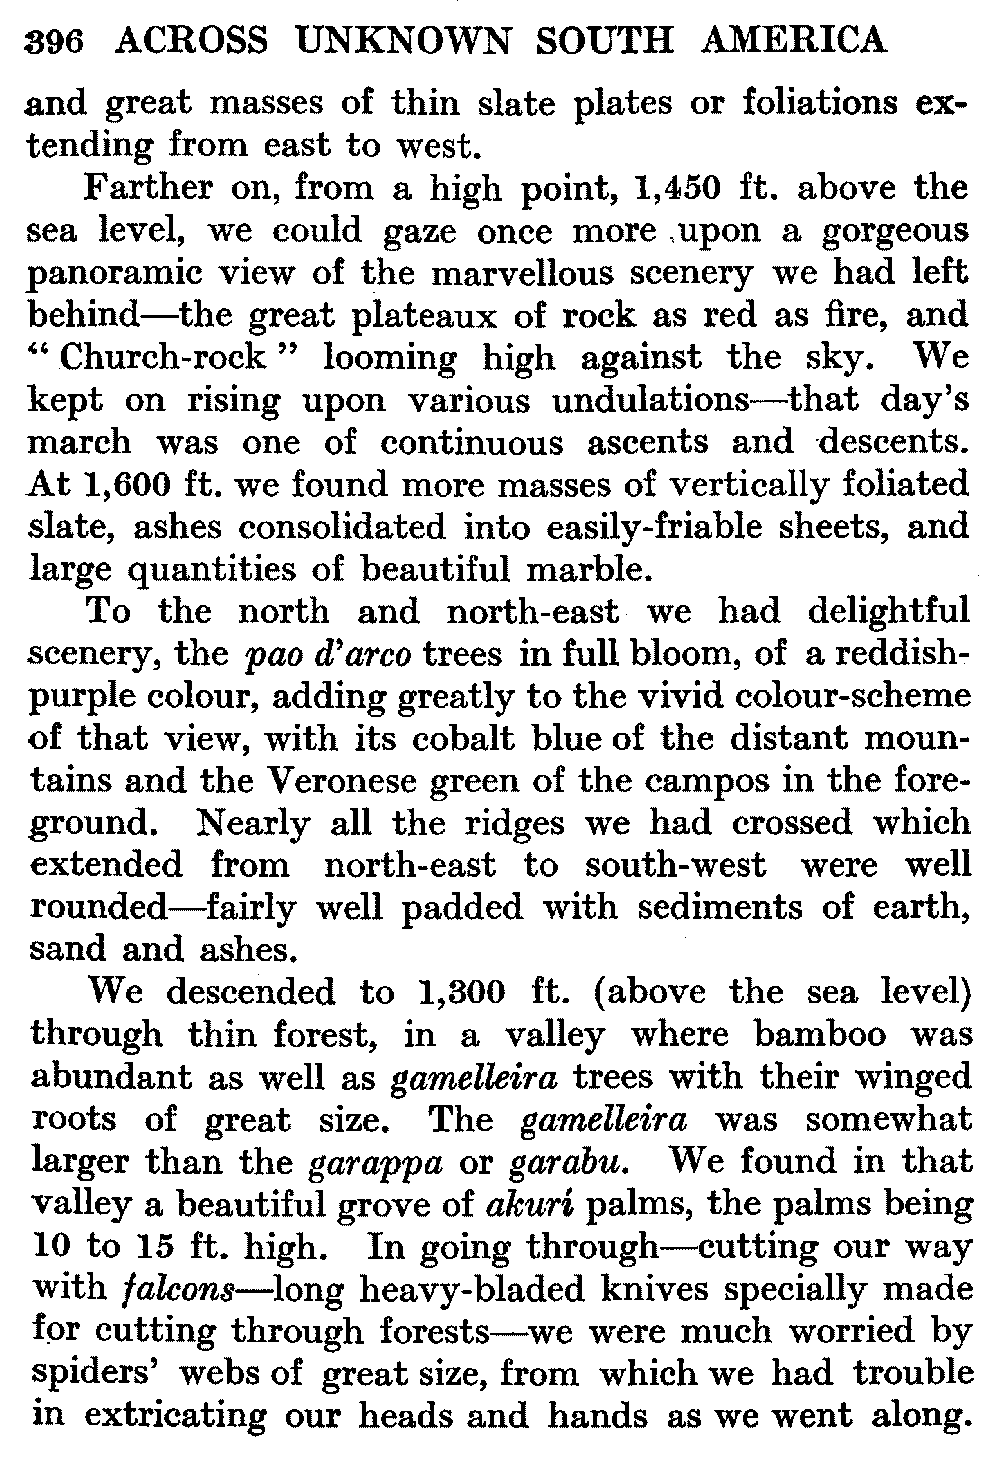 396 ACROSS UNKNOWN SOUTH AMERICA
and great masses of thin slate plates or foliations ex-
tending from east to west.
Farther on, from a high point, 1,450 ft. above the
sea level, we could gaze once more upon a gorgeous
panoramic view of the marvellous scenery we had left
behind—the great plateaux of rock as red as fire, and
“ Church-rock ” looming high against the sky. We
kept on rising upon various undulations—that day's
march was one of continuous ascents and descents.
At 1,600 ft. we found more masses of vertically foliated
slate, ashes consolidated into easily-friable sheets, and
large quantities of beautiful marble.
To the north and north-east we had delightful
scenery, the pao d'arco trees in full bloom, of a reddish-
purple colour, adding greatly to the vivid colour-scheme
of that view, with its cobalt blue of the distant moun-
tains and the Veronese green of the campos in the fore-
ground. Nearly all the ridges we had crossed which
extended from north-east to south-west were well
rounded—fairly well padded with sediments of earth,
sand and ashes.
We descended to 1,300 ft. (above the sea level)
through thin forest, in a valley where bamboo was
abundant as well as gamelleira trees with their winged
roots of great size. The gamelleira was somewhat
larger than the garappa or garabu. We found in that
valley a beautiful grove of akurí palms, the palms being
10 to 15 ft. high. In going through—cutting our way
with falcons—long heavy-bladed knives specially made
for cutting through forests—we were much worried by
spiders' webs of great size, from which we had trouble
in extricating our heads and hands as we went along.